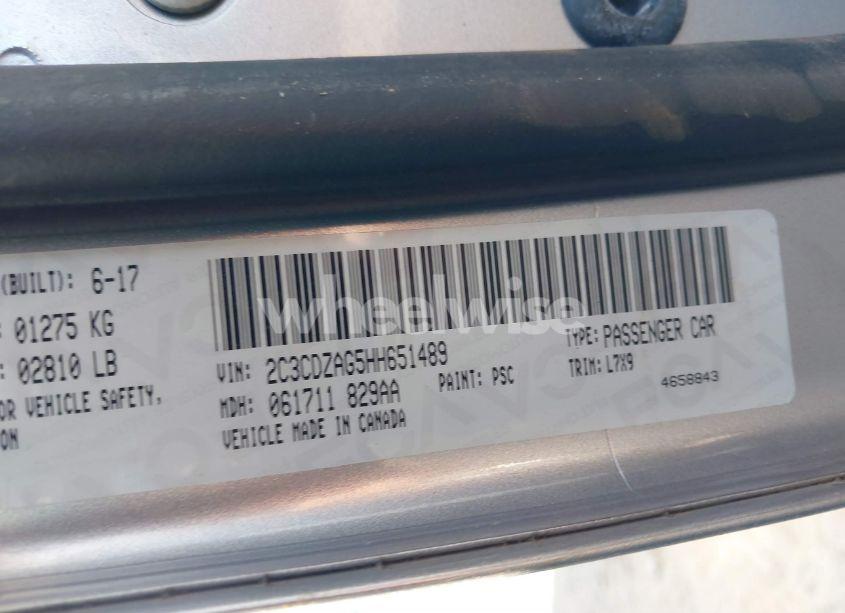 (BUILT): 6-17
: 01275 KG
: 02810 LB
OR VEHICLE SAFETY,
ON
VIN: 2C3CDZAG5HH651489
TYPE: PASSENGER CAR
MDH: 061711 829AA
PAINT: PSC
TRIM: L7X9
VEHICLE MADE IN CANADA
4658843
wheelwise